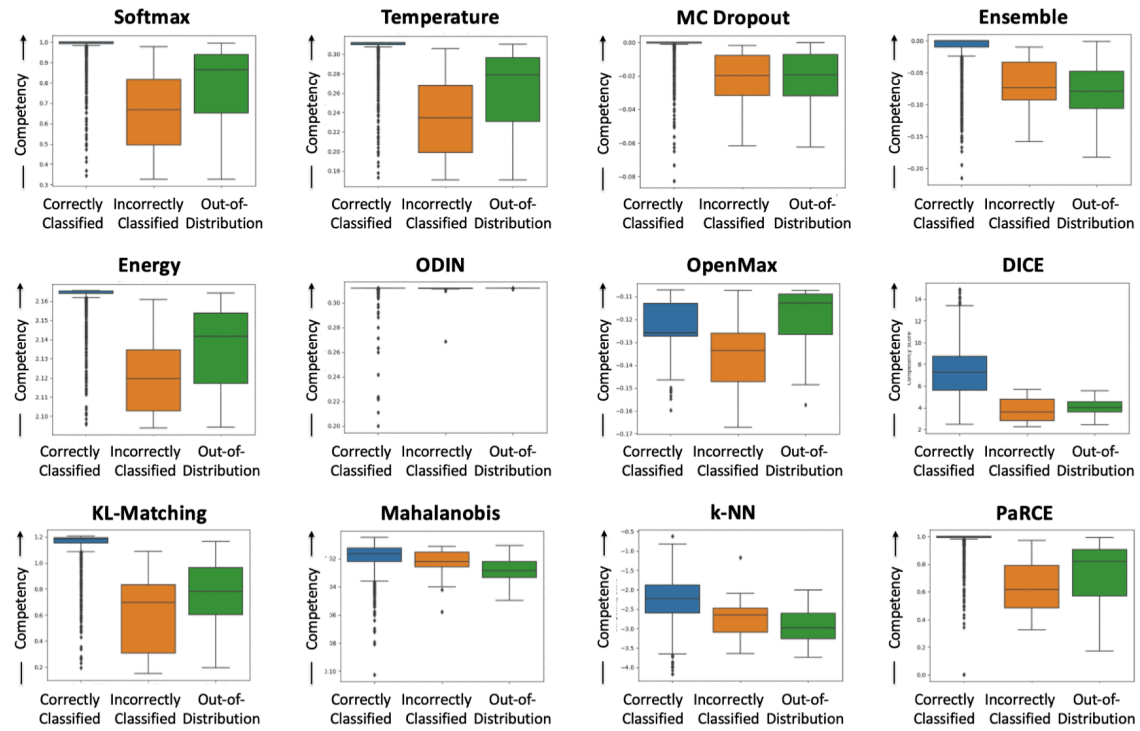 Softmax
Competency
1.0
0.9
0.8
0.7
0.6
0.5
0.4
0.3
Correctly Incorrectly Out-of-
Classified Classified Distribution
Temperature
Competency
0.30
0.28
0.26
0.24
0.22
0.20
0.18
Correctly Incorrectly Out-of-
Classified Classified Distribution
MC Dropout
Competency
0.00
−0.02
−0.04
−0.06
−0.08
Correctly Incorrectly Out-of-
Classified Classified Distribution
Ensemble
Competency
0.00
−0.05
−0.10
−0.15
−0.20
Correctly Incorrectly Out-of-
Classified Classified Distribution
Energy
Competency
2.16
2.15
2.14
2.13
2.12
2.11
2.10
Correctly Incorrectly Out-of-
Classified Classified Distribution
ODIN
Competency
0.30
0.28
0.26
0.24
0.22
0.20
Correctly Incorrectly Out-of-
Classified Classified Distribution
OpenMax
Competency
−0.11
−0.12
−0.13
−0.14
−0.15
−0.16
−0.17
Correctly Incorrectly Out-of-
Classified Classified Distribution
DICE
Competency
14
12
10
8
6
4
2
Correctly Incorrectly Out-of-
Classified Classified Distribution
KL-Matching
Competency
1.2
1.0
0.8
0.6
0.4
0.2
Correctly Incorrectly Out-of-
Classified Classified Distribution
Mahalanobis
Competency
Correctly Incorrectly Out-of-
Classified Classified Distribution
k-NN
Competency
−0.5
−1.0
−1.5
−2.0
−2.5
−3.0
−3.5
−4.0
Correctly Incorrectly Out-of-
Classified Classified Distribution
PaRCE
Competency
1.0
0.8
0.6
0.4
0.2
0.0
Correctly Incorrectly Out-of-
Classified Classified Distribution